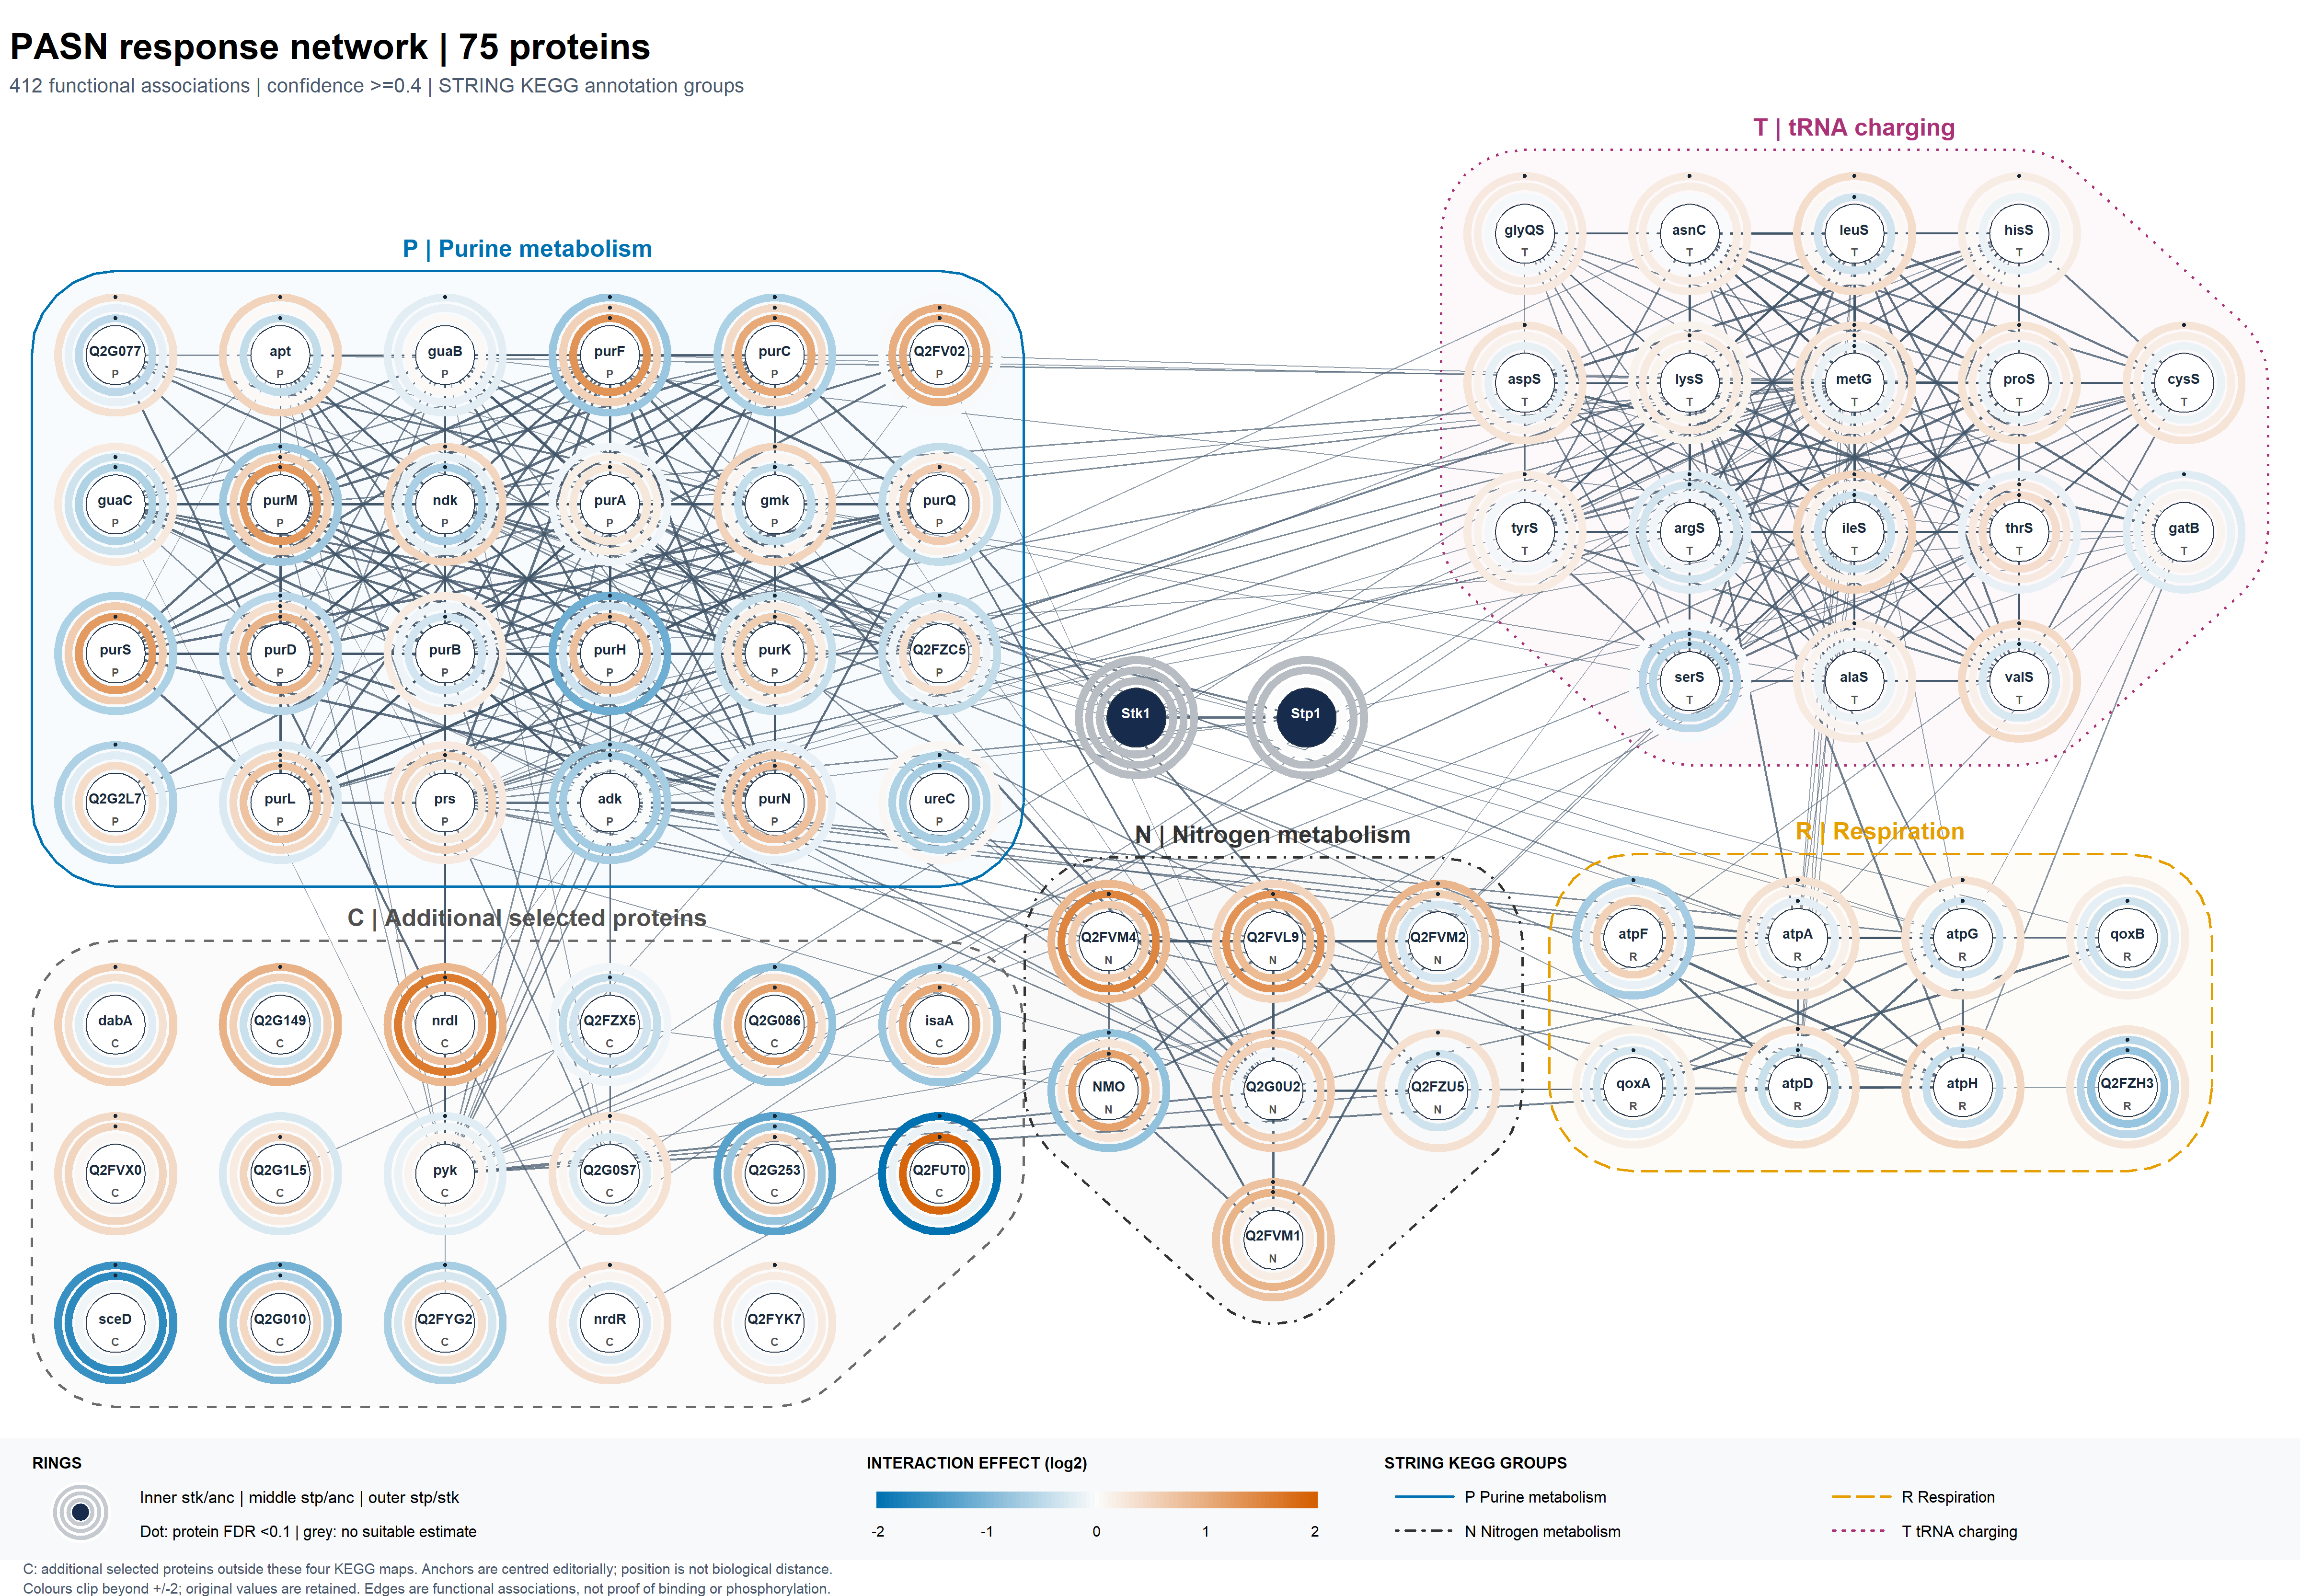 PASN response network | 75 proteins
412 functional associations | confidence >=0.4 | STRING KEGG annotation groups
T | tRNA charging
glyQS
T
asnC
T
leuS
T
hisS
T
aspS
T
lysS
T
metG
T
proS
T
cysS
T
tyrS
T
argS
T
ileS
T
thrS
T
gatB
T
serS
T
alaS
T
valS
T
P | Purine metabolism
Q2G077
P
apt
P
guaB
P
purF
P
purC
P
Q2FV02
P
guaC
P
purM
P
ndk
P
purA
P
gmk
P
purQ
P
purS
P
purD
P
purB
P
purH
P
purK
P
Q2FZC5
P
Q2G2L7
P
purL
P
prs
P
adk
P
purN
P
ureC
P
Stk1
Stp1
N | Nitrogen metabolism
Q2FVM4
N
Q2FVL9
N
Q2FVM2
N
NMO
N
Q2G0U2
N
Q2FZU5
N
Q2FVM1
N
R | Respiration
atpF
R
atpA
R
atpG
R
qoxB
R
qoxA
R
atpD
R
atpH
R
Q2FZH3
R
C | Additional selected proteins
dabA
C
Q2G149
C
nrdI
C
Q2FZX5
C
Q2G086
C
isaA
C
Q2FVX0
C
Q2G1L5
C
pyk
C
Q2G0S7
C
Q2G253
C
Q2FUT0
C
sceD
C
Q2G010
C
Q2FYG2
C
nrdR
C
Q2FYK7
C
RINGS
Inner stk/anc | middle stp/anc | outer stp/stk
Dot: protein FDR <0.1 | grey: no suitable estimate
INTERACTION EFFECT (log2)
-2 -1 0 1 2
STRING KEGG GROUPS
P Purine metabolism
R Respiration
N Nitrogen metabolism
T tRNA charging
C: additional selected proteins outside these four KEGG maps. Anchors are centred editorially; position is not biological distance.
Colours clip beyond +/-2; original values are retained. Edges are functional associations, not proof of binding or phosphorylation.